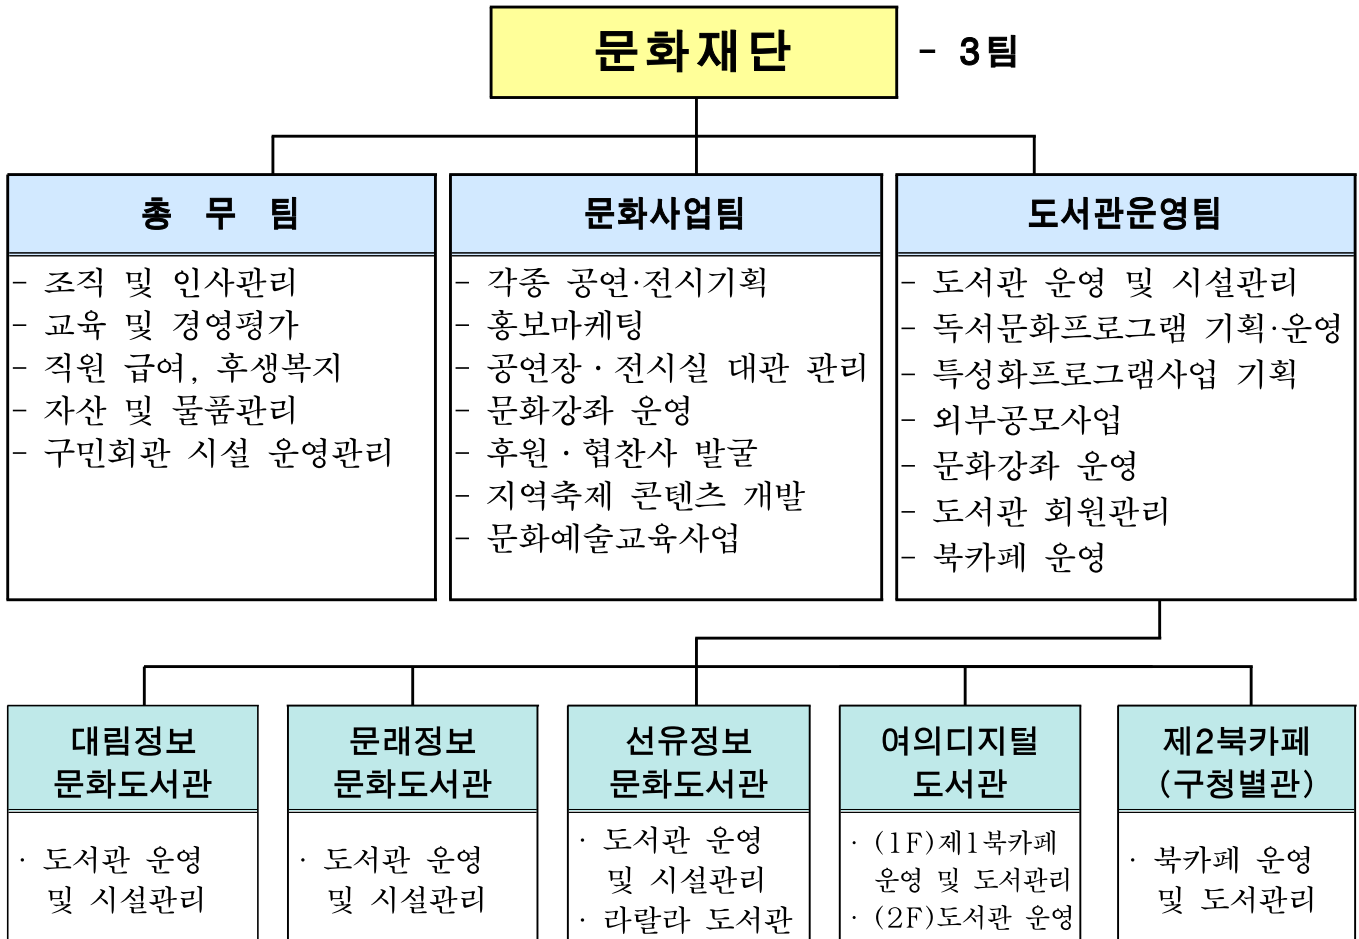 문화재단 - 3팀
총 무 팀
- 조직 및 인사관리
- 교육 및 경영평가
- 직원 급여, 후생복지
- 자산 및 물품관리
- 구민회관 시설 운영관리
문화사업팀
- 각종 공연·전시기획
- 홍보마케팅
- 공연장·전시실 대관 관리
- 문화강좌 운영
- 후원·협찬사 발굴
- 지역축제 콘텐츠 개발
- 문화예술교육사업
도서관운영팀
- 도서관 운영 및 시설관리
- 독서문화프로그램 기획·운영
- 특성화프로그램사업 기획
- 외부공모사업
- 문화강좌 운영
- 도서관 회원관리
- 북카페 운영
대림정보
문화도서관
· 도서관 운영
및 시설관리
문래정보
문화도서관
· 도서관 운영
및 시설관리
선유정보
문화도서관
· 도서관 운영
및 시설관리
· 라랄라 도서관
여의디지털
도서관
· (1F)제1북카페
운영 및 도서관리
· (2F)도서관 운영
제2북카페
(구청별관)
· 북카페 운영
및 도서관리